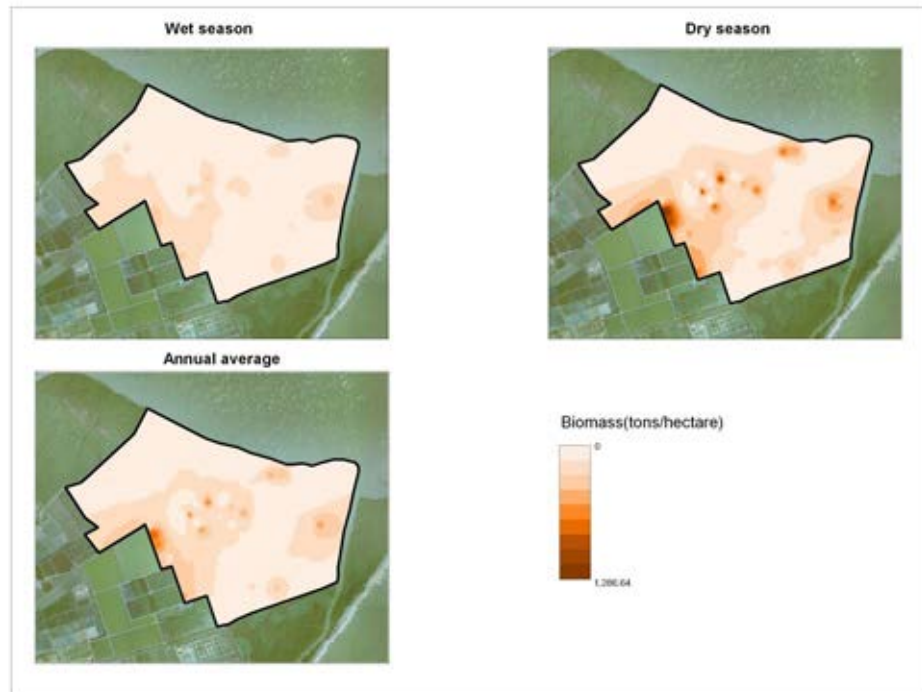 Wet season
Dry season
Annual average
Biomass(tons/hectare)
0
1.286.64